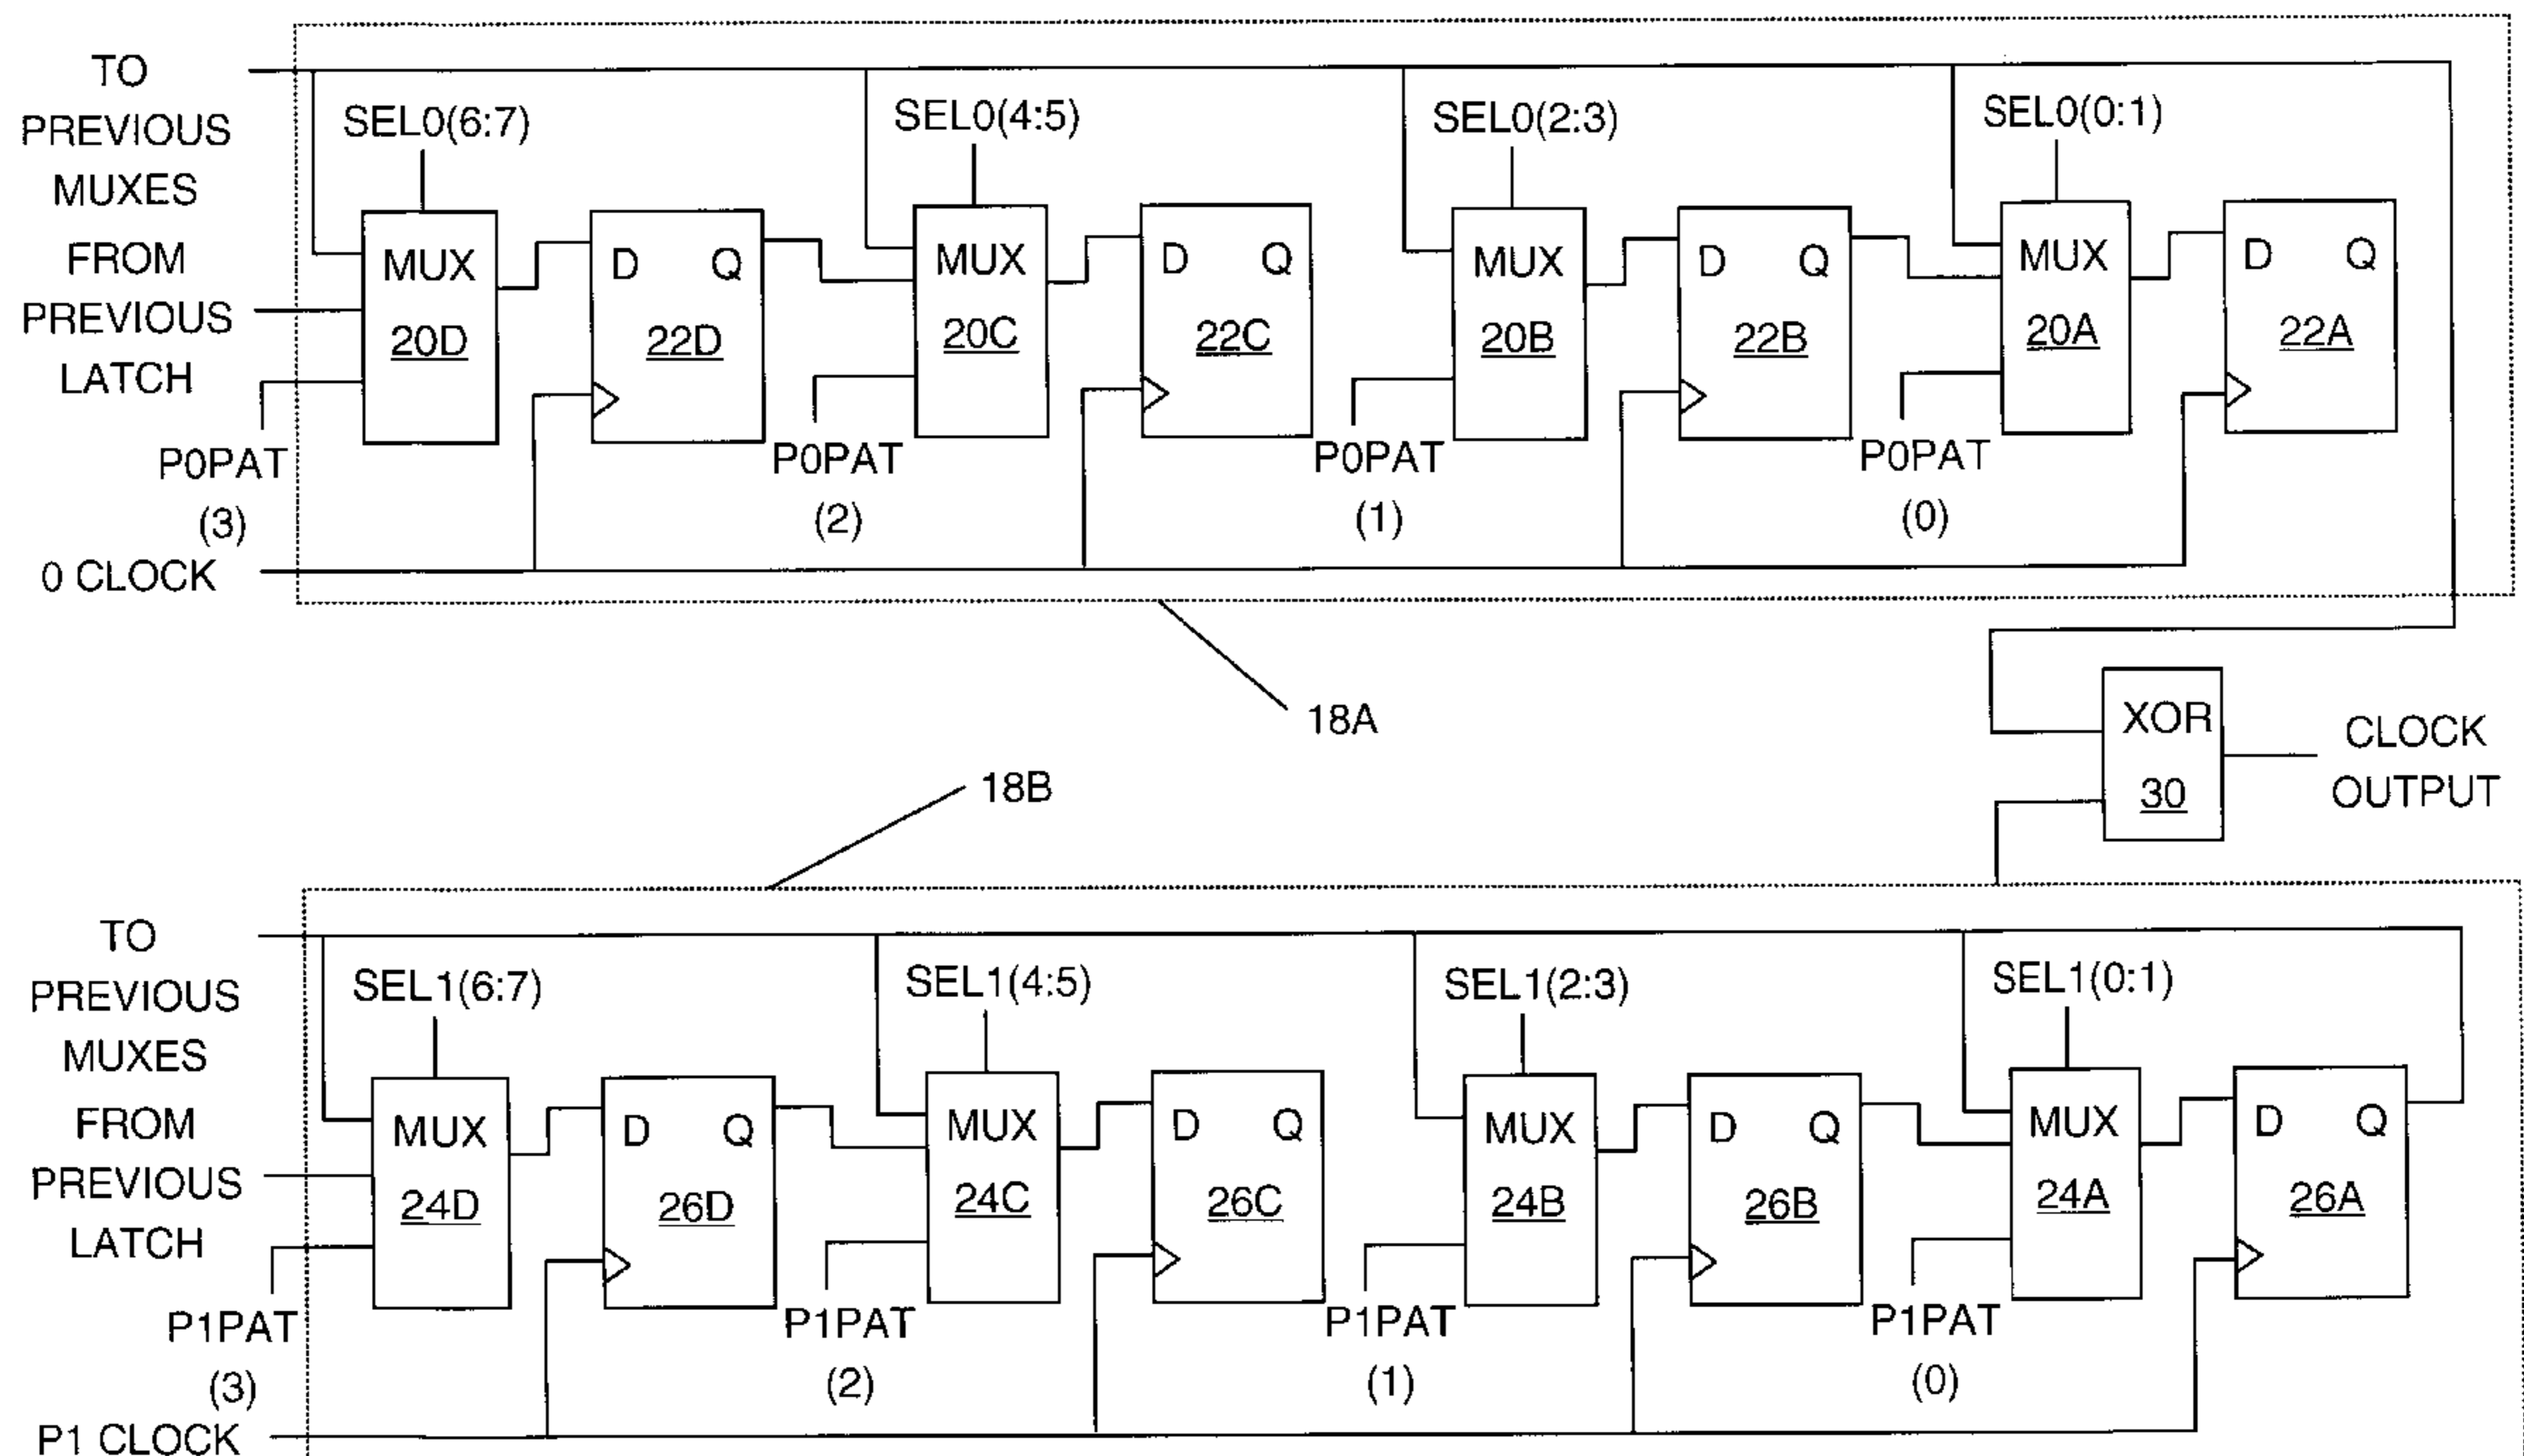 TO
PREVIOUS
MUXES
FROM
PREVIOUS
LATCH
SEL0(6:7)
SEL0(4:5)
SEL0(2:3)
SEL0(0:1)
MUX
20D
D Q
22D
MUX
20C
D Q
22C
MUX
20B
D Q
22B
MUX
20A
D Q
22A
P0PAT
(3)
P0PAT
(2)
P0PAT
(1)
P0PAT
(0)
0 CLOCK
18A
XOR
30
CLOCK
OUTPUT
18B
TO
PREVIOUS
MUXES
FROM
PREVIOUS
LATCH
SEL1(6:7)
SEL1(4:5)
SEL1(2:3)
SEL1(0:1)
MUX
24D
D Q
26D
MUX
24C
D Q
26C
MUX
24B
D Q
26B
MUX
24A
D Q
26A
P1PAT
(3)
P1PAT
(2)
P1PAT
(1)
P1PAT
(0)
P1 CLOCK